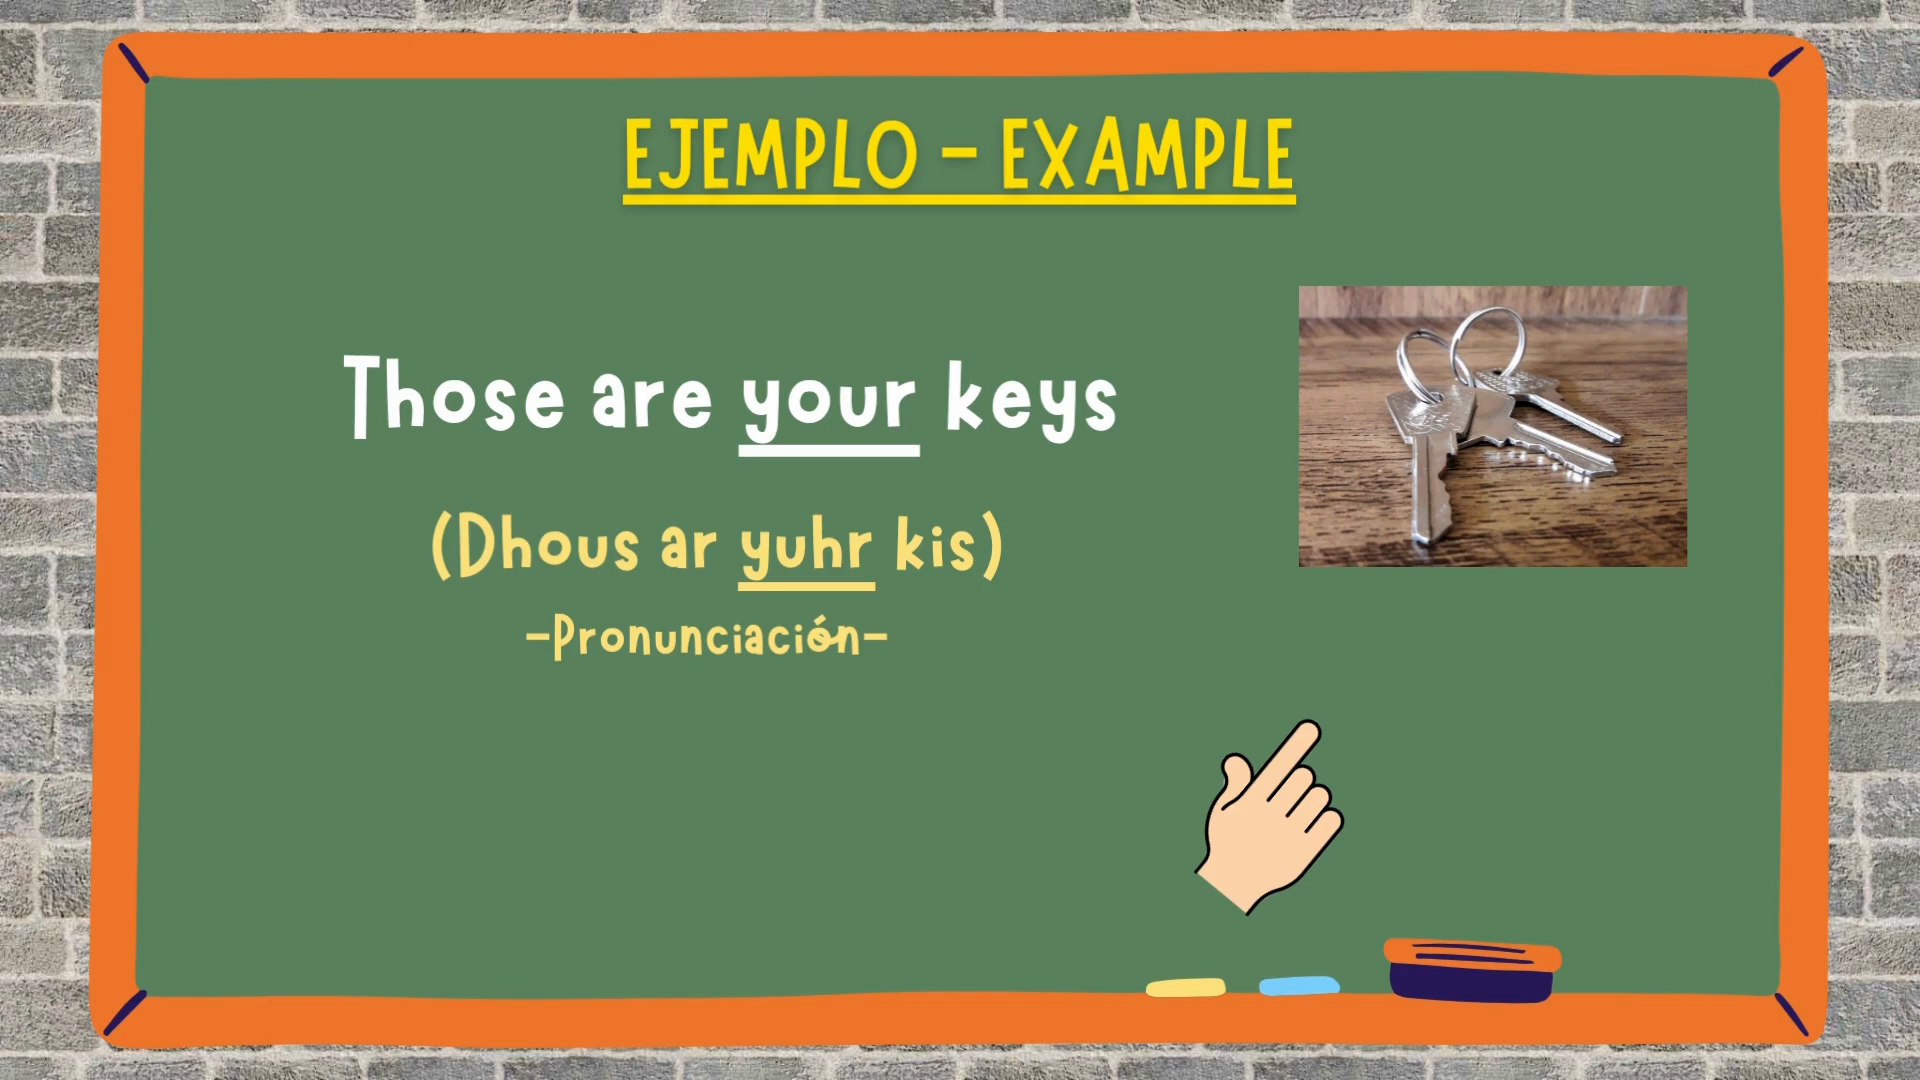 EJEMPLO - EXAMPLE
Those are your keys
(Dhous ar yuhr kis)
-Pronunciación-